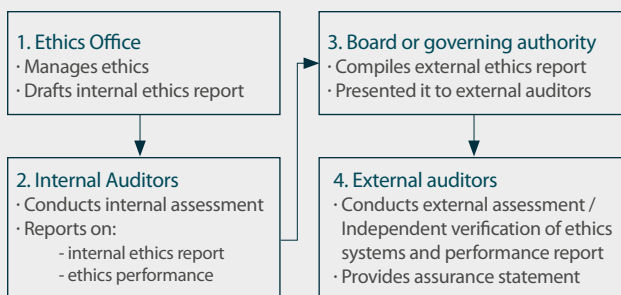 1. Ethics Office
· Manages ethics
· Drafts internal ethics report
2. Internal Auditors
· Conducts internal assessment
· Reports on:
- internal ethics report
- ethics performance
3. Board or governing authority
· Compiles external ethics report
· Presented it to external auditors
4. External auditors
· Conducts external assessment /
Independent verification of ethics
systems and performance report
· Provides assurance statement